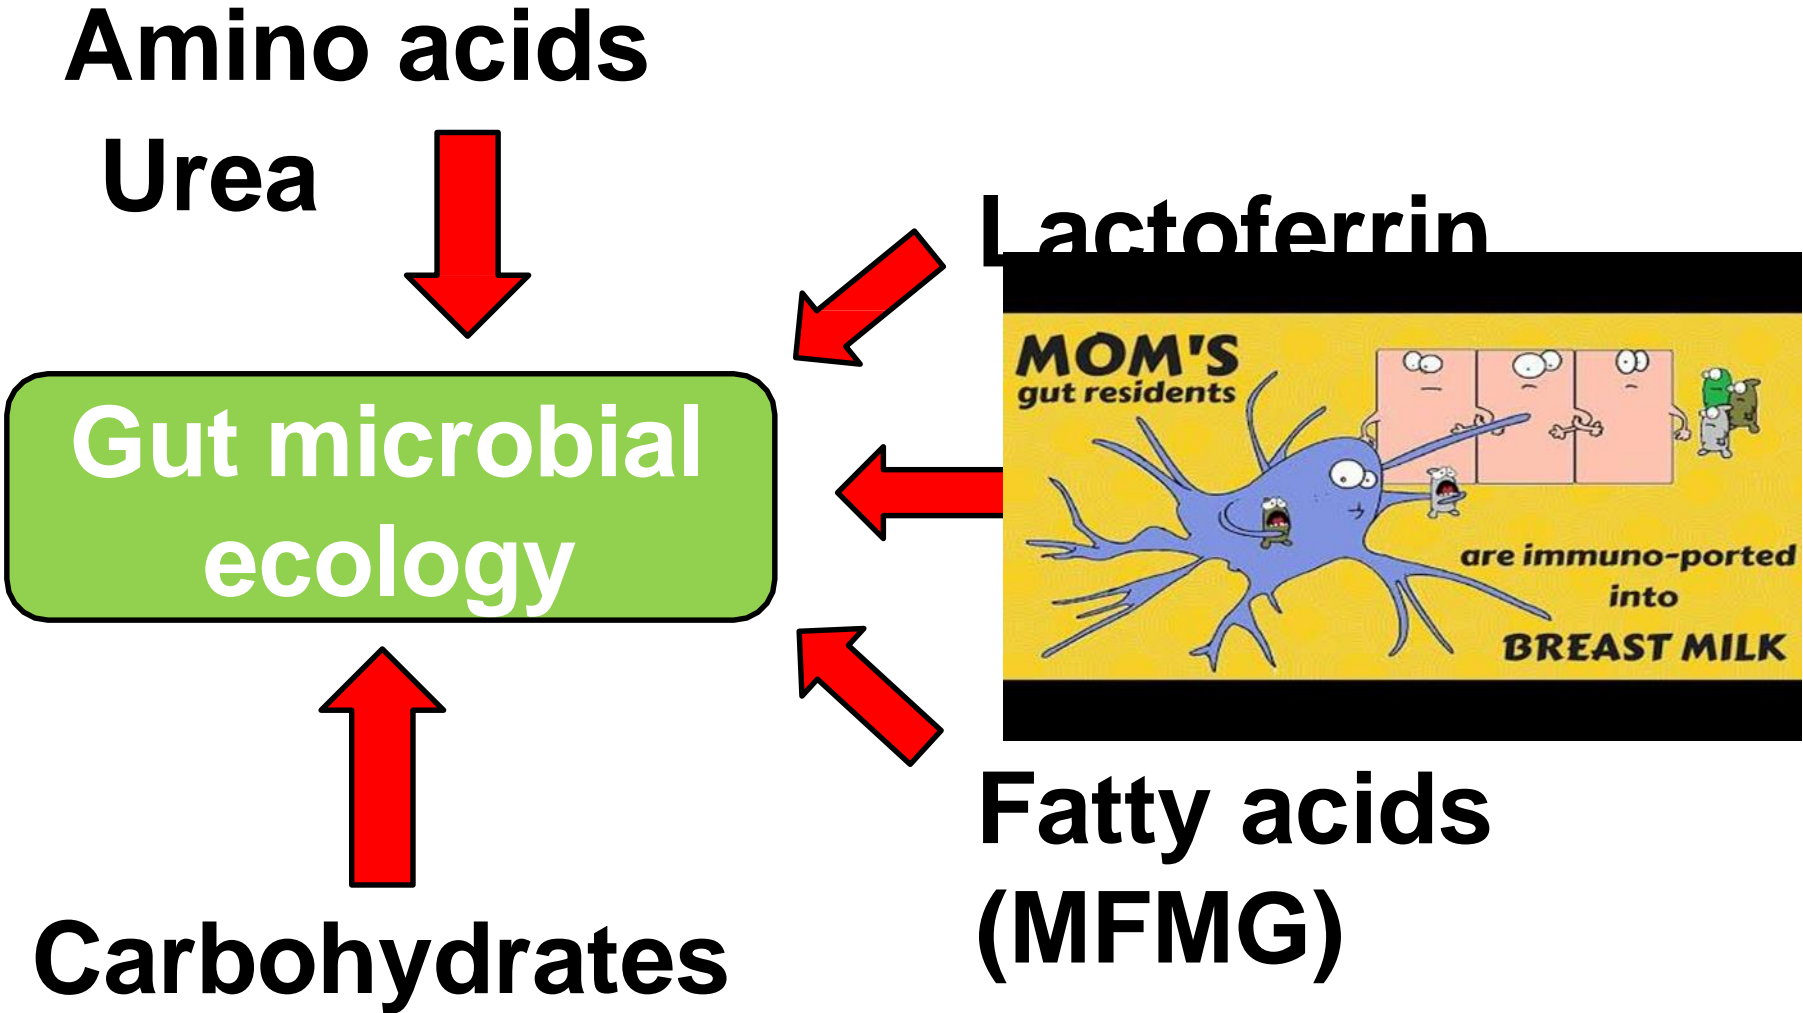 Amino acids
Urea
Lactoferrin
Gut microbial
ecology
MOM'S
gut residents
are immuno-ported
into
BREAST MILK
Fatty acids
(MFMG)
Carbohydrates